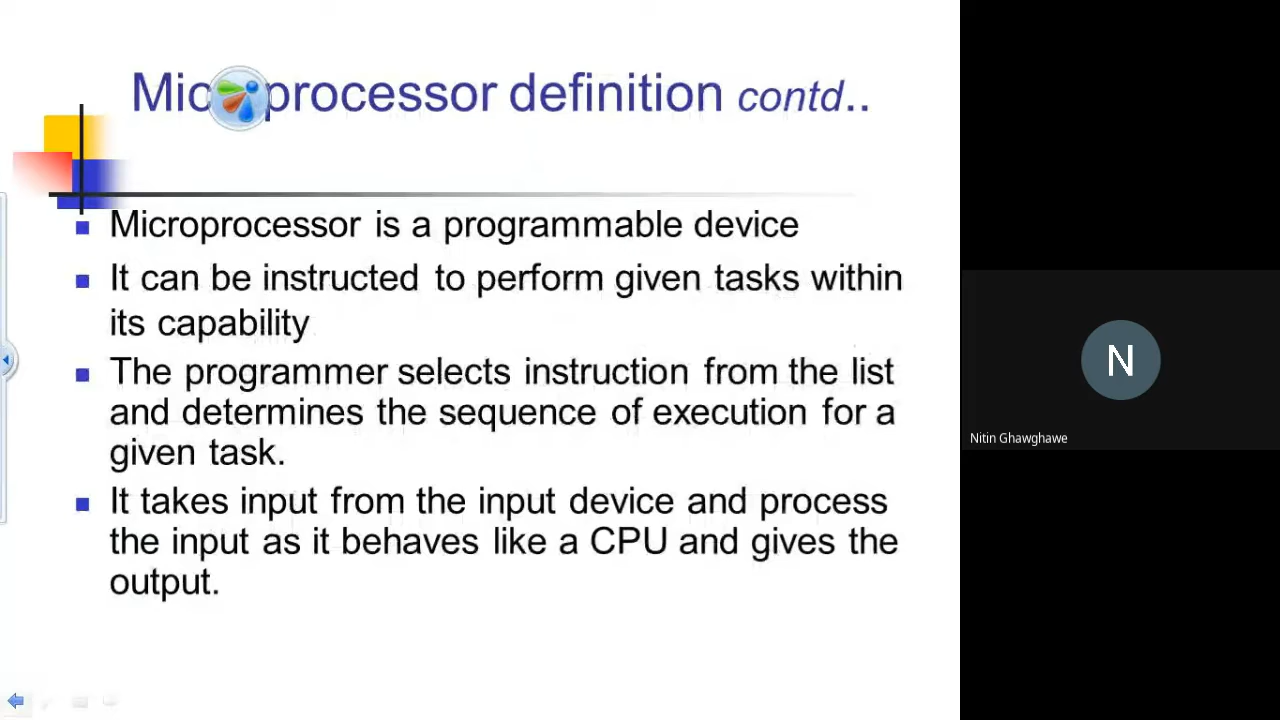 Microprocessor definition contd..
Microprocessor is a programmable device
It can be instructed to perform given tasks within
its capability
The programmer selects instruction from the list
and determines the sequence of execution for a
given task.
It takes input from the input device and process
the input as it behaves like a CPU and gives the
output.
N
Nitin Ghawghawe